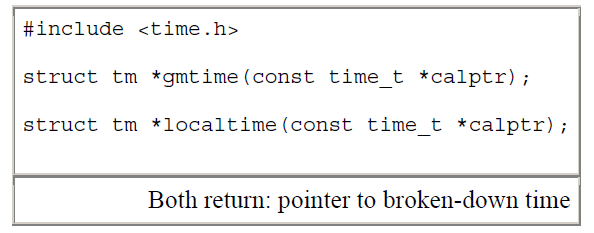 #include <time.h>
struct tm *gmtime(const time_t *calptr);
struct tm *localtime(const time_t *calptr);
Both return: pointer to broken-down time